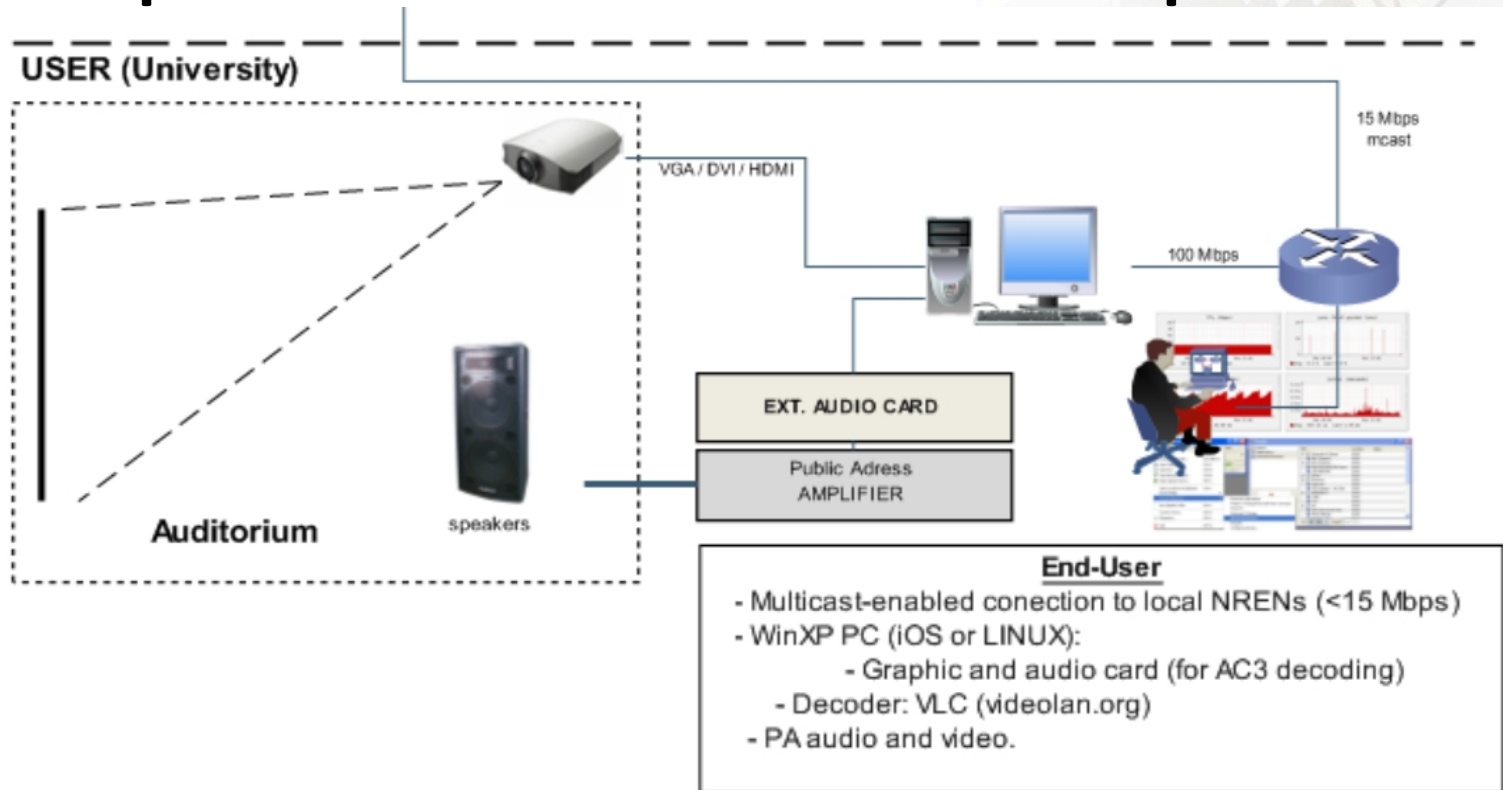 USER (University)
15 Mbps
mcast
VGA / DVI / HDMI
100 Mbps
EXT. AUDIO CARD
Public Adress
AMPLIFIER
speakers
Auditorium
End-User
- Multicast-enabled conection to local NRENs (<15 Mbps)
- WinXP PC (iOS or LINUX):
- Graphic and audio card (for AC3 decoding)
- Decoder: VLC (videolan.org)
- PA audio and video.